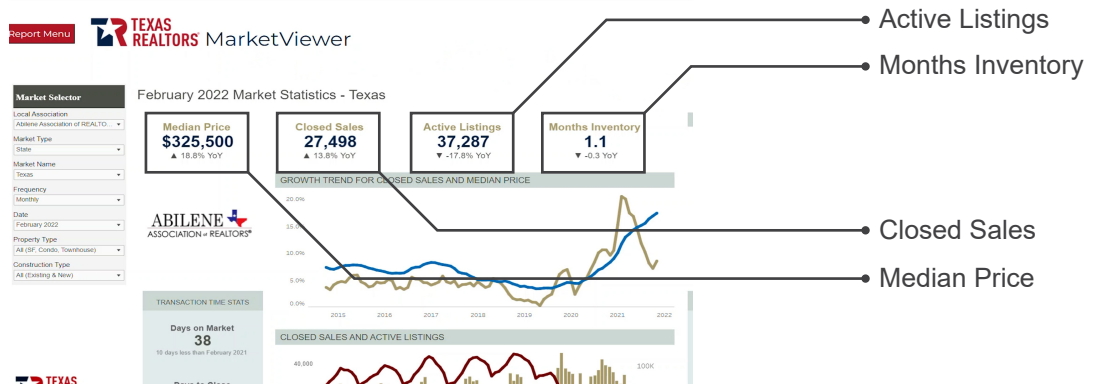 Active Listings
Report Menu
TEXAS
REALTORS MarketViewer
Months Inventory
Market Selector
February 2022 Market Statistics - Texas
Local Association
Abilene Association of REALTO...
Market Type
State
Market Name
Texas
Frequency
Monthly
Date
February 2022
Property Type
All (SF, Condo, Townhouse)
Construction Type
All (Existing & New)
Median Price
$325,500
▲ 18.8% YoY
Closed Sales
27,498
▲ 13.8% YoY
Active Listings
37,287
▼ -17.8% YoY
Months Inventory
1.1
▼ -0.3 YoY
GROWTH TREND FOR CLOSED SALES AND MEDIAN PRICE
20.0%
15.0%
10.0%
5.0%
0.0%
2015 2016 2017 2018 2019 2020 2021 2022
ABILENE
ASSOCIATION of REALTORS®
Closed Sales
Median Price
TRANSACTION TIME STATS
Days on Market
38
10 days less than February 2021
Days to Close
CLOSED SALES AND ACTIVE LISTINGS
40,000
100K
TEXAS